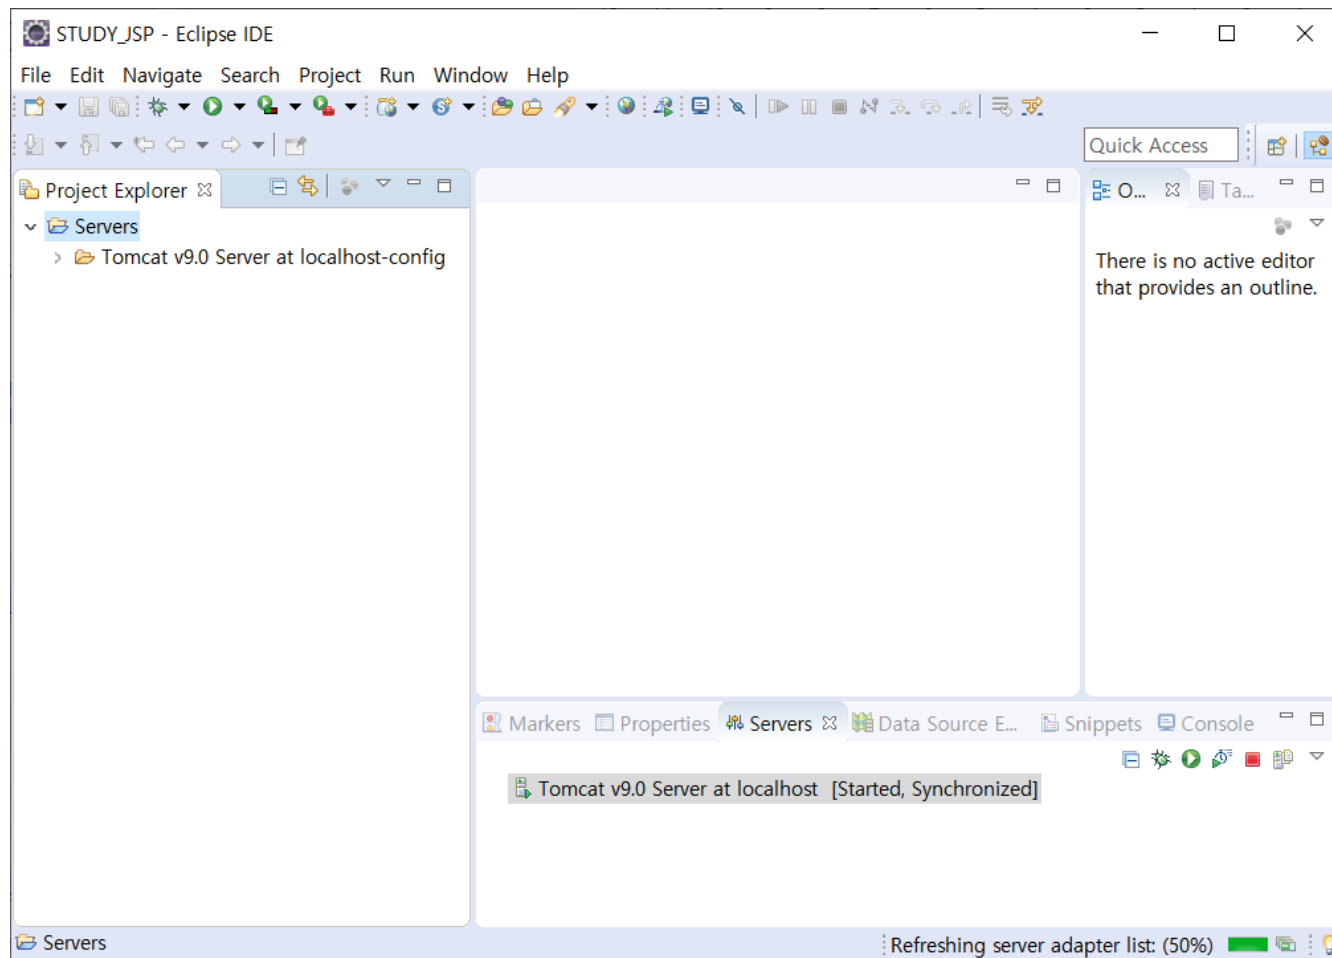 STUDY_JSP - Eclipse IDE
File Edit Navigate Search Project Run Window Help
Quick Access
Project Explorer
Servers
Tomcat v9.0 Server at localhost-config
O... Ta...
There is no active editor
that provides an outline.
Markers Properties Servers Data Source E... Snippets Console
Tomcat v9.0 Server at localhost [Started, Synchronized]
Servers
Refreshing server adapter list: (50%)